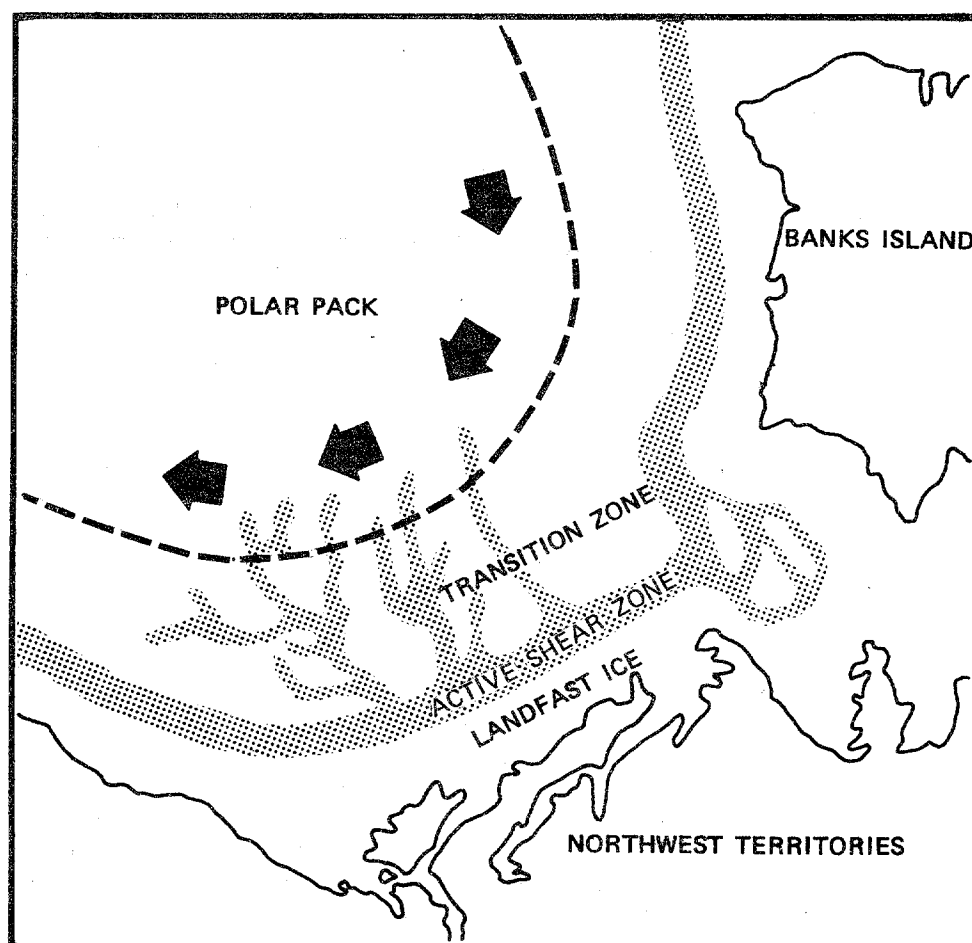 BANKS ISLAND
POLAR PACK
TRANSITION ZONE
ACTIVE SHEAR ZONE
LANDFAST ICE
NORTHWEST TERRITORIES